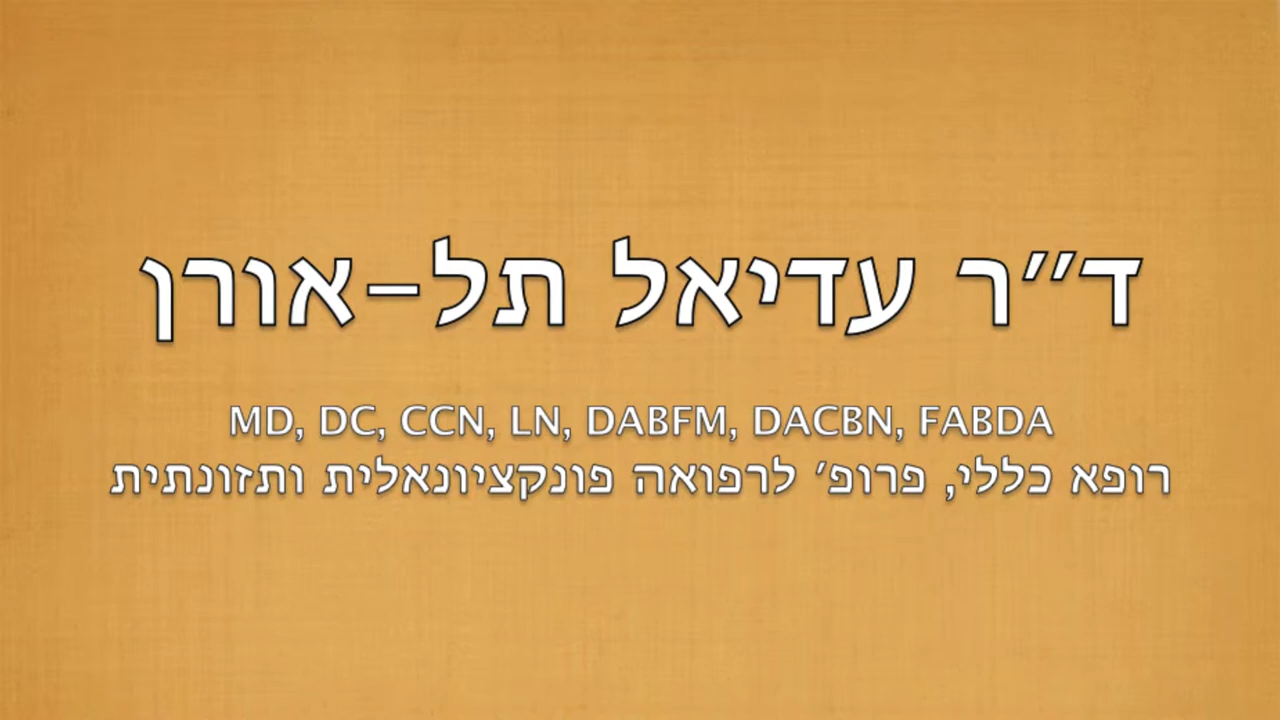 ד״ר עדיאל תל-אורן
MD, DC, CCN, LN, DABFM, DACBN, FABDA
רופא כללי, פרופ׳ לרפואה פונקציונאלית ותזונתית